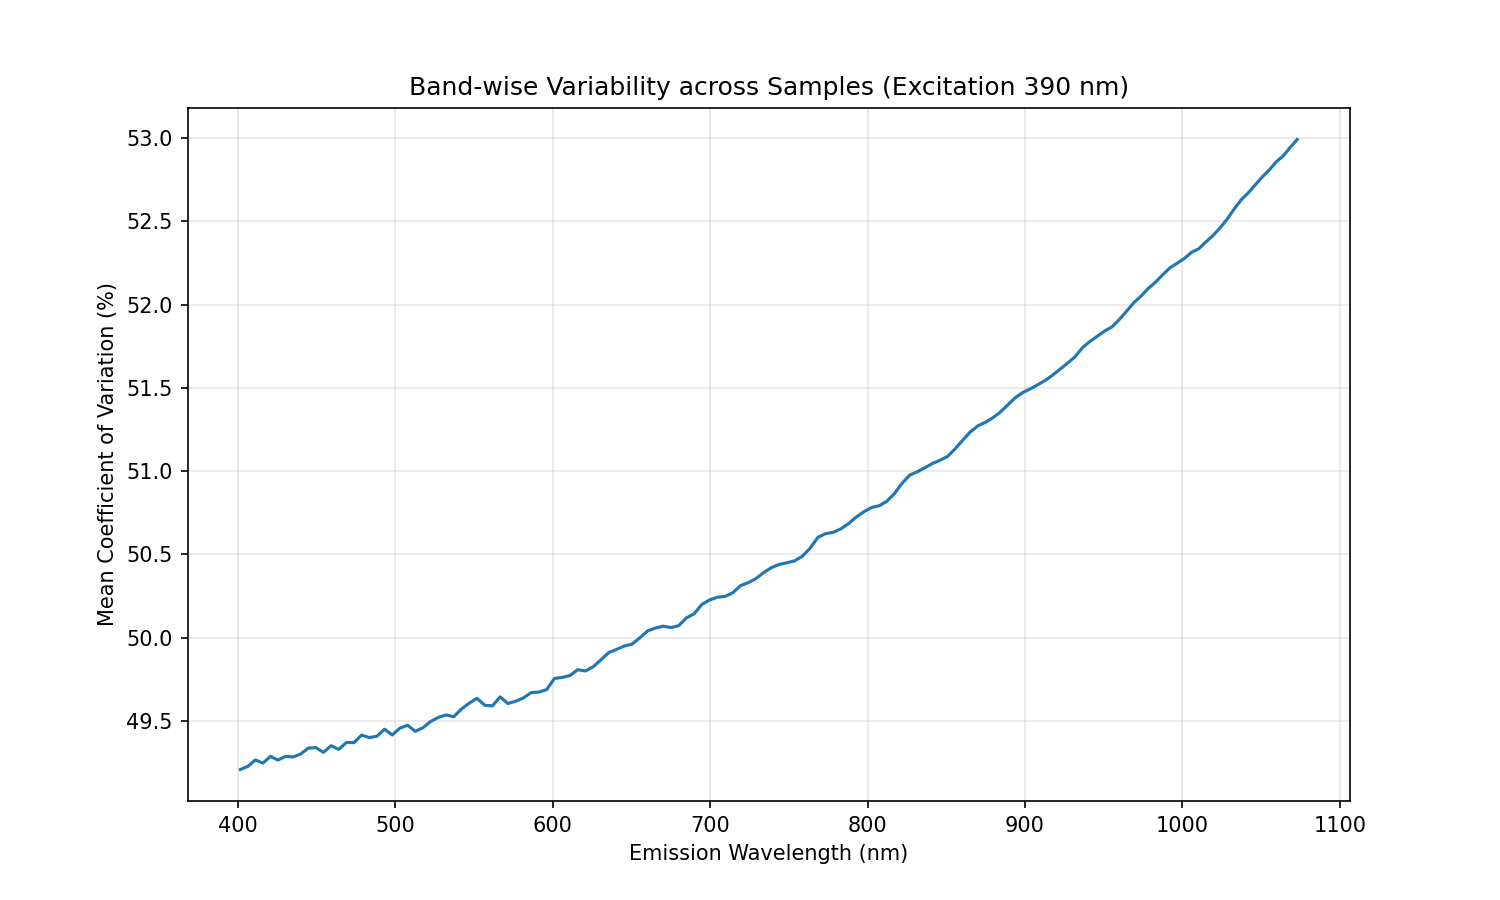 Band-wise Variability across Samples (Excitation 390 nm)
Mean Coefficient of Variation (%)
53.0
52.5
52.0
51.5
51.0
50.5
50.0
49.5
400 500 600 700 800 900 1000 1100
Emission Wavelength (nm)